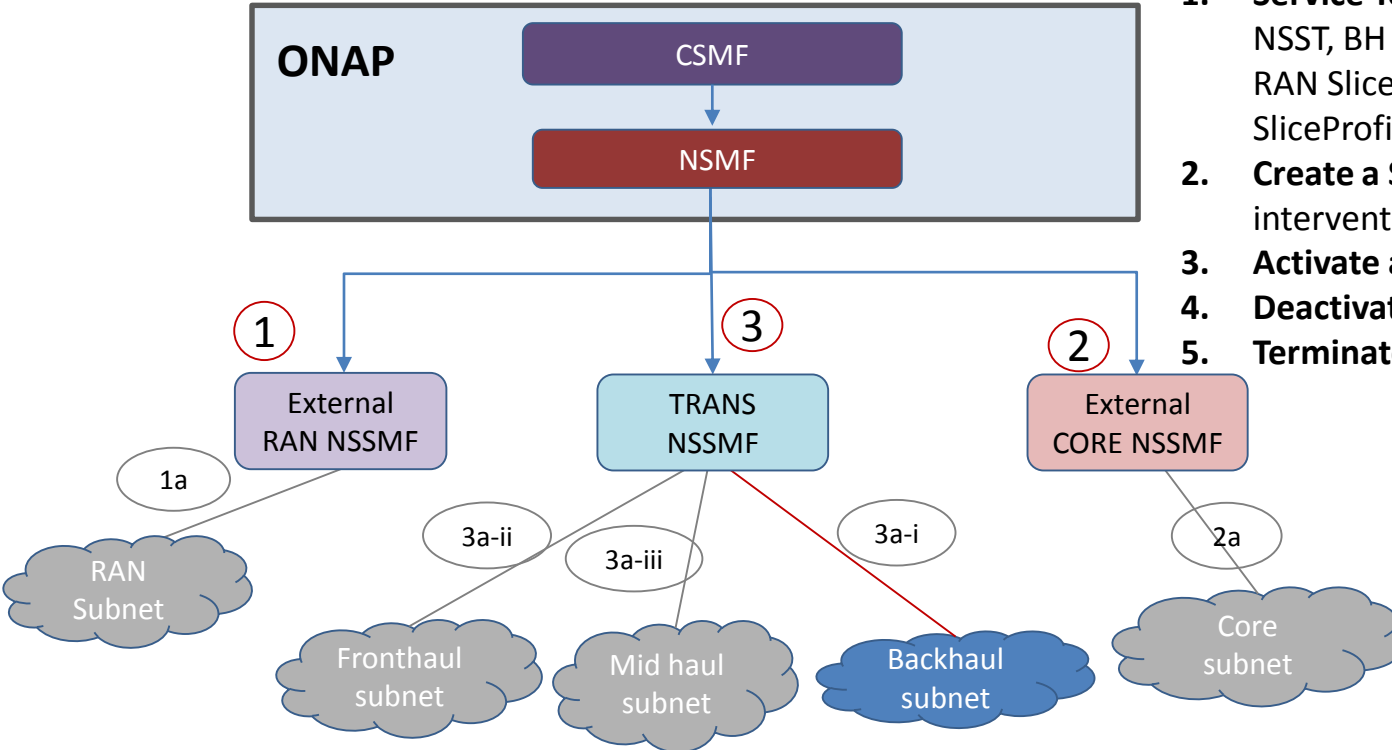 ONAP
CSMF
NSMF
1.
NSST, BH
RAN Slice
2.
Create a
3.
Activate
4.
5.
1
3
2
External
RAN NSSMF
TRANS
NSSMF
External
CORE NSSMF
1a
3a-ii
3a-iii
3a-i
2a
RAN
Subnet
Fronthaul
subnet
Mid haul
subnet
Backhaul
subnet
Core
subnet